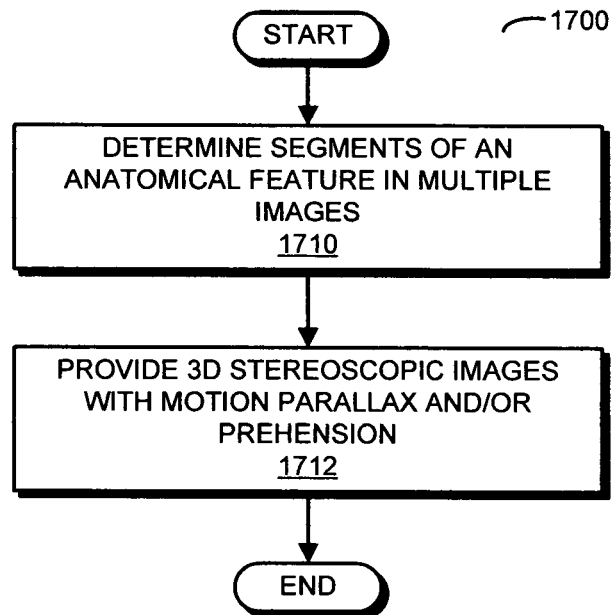 START
1700
DETERMINE SEGMENTS OF AN
ANATOMICAL FEATURE IN MULTIPLE
IMAGES
1710
PROVIDE 3D STEREOSCOPIC IMAGES
WITH MOTION PARALLAX AND/OR
PREHENSION
1712
END